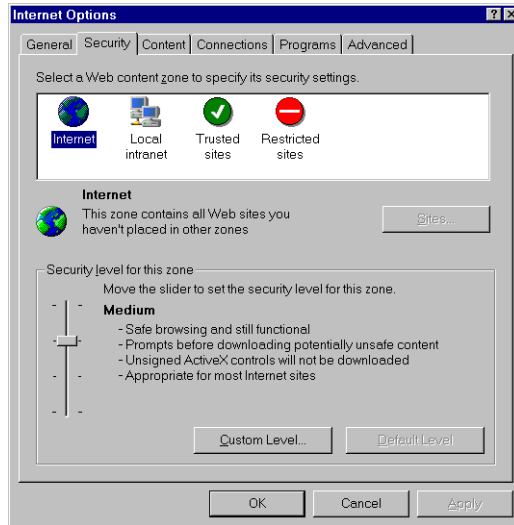 Internet Options
General Security Content Connections Programs Advanced
Select a Web content zone to specify its security settings.
Internet Local intranet Trusted sites Restricted sites
Internet
This zone contains all Web sites you
haven't placed in other zones
Sites...
Security level for this zone
Move the slider to set the security level for this zone.
Medium
- Safe browsing and still functional
- Prompts before downloading potentially unsafe content
- Unsigned ActiveX controls will not be downloaded
- Appropriate for most Internet sites
Custom Level... Default Level
OK Cancel Apply